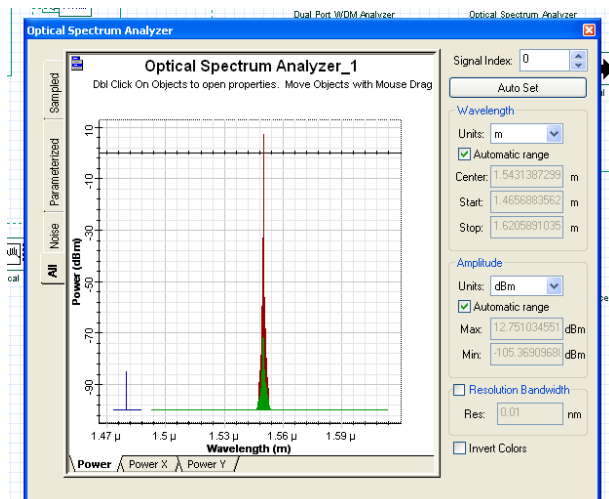 Dual Port WDM Analyzer
Optical Spectrum Analyzer
Optical Spectrum Analyzer
Optical Spectrum Analyzer_1
Dbl Click On Objects to open properties. Move Objects with Mouse Drag
Sampled
Parameterized
Noise
All
Power (dBm)
10
-10
-30
-50
-70
-90
1.47 µ
1.5 µ
1.53 µ
1.56 µ
1.59 µ
Wavelength (m)
Power
Power X
Power Y
Signal Index: 0
Auto Set
Wavelength
Units: m
Automatic range
Center: 1.5431387299 m
Start: 1.4656883562 m
Stop: 1.6205891035 m
Amplitude
Units: dBm
Automatic range
Max: 12.751034551 dBm
Min: -105.3690968 dBm
Resolution Bandwidth
Res: 0.01 nm
Invert Colors
cal